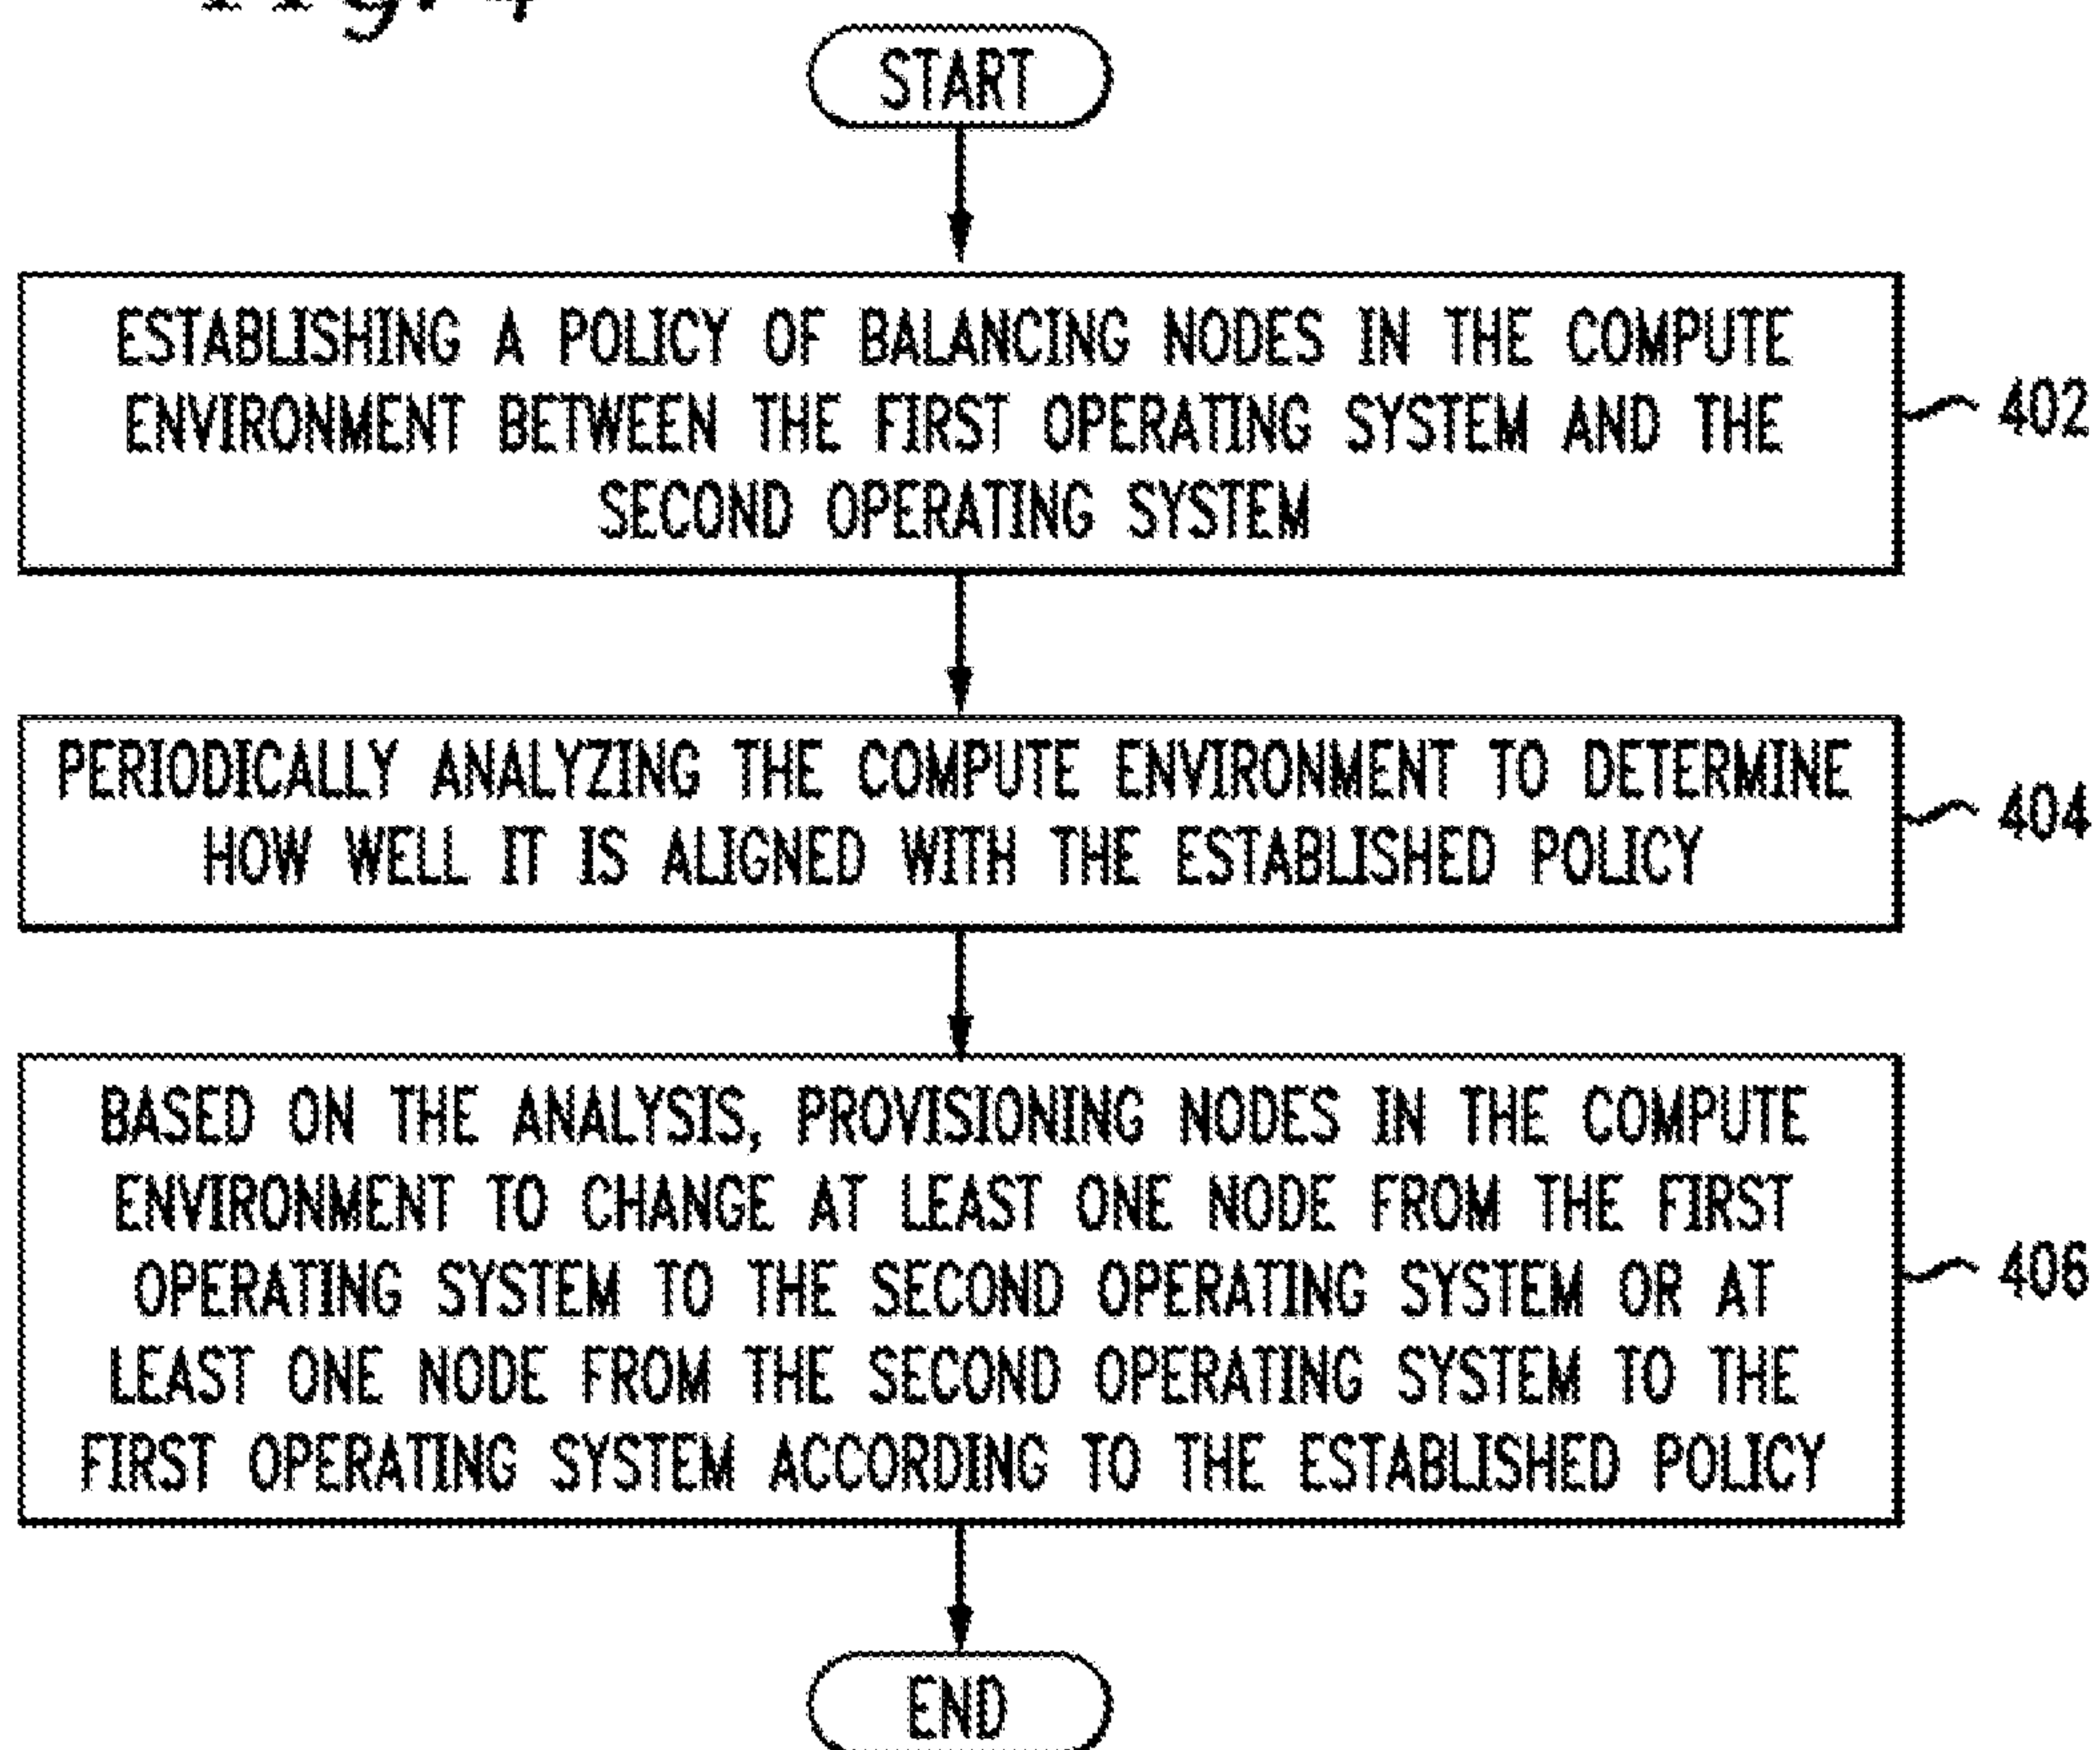 START
ESTABLISHING A POLICY OF BALANCING NODES IN THE COMPUTE
ENVIRONMENT BETWEEN THE FIRST OPERATING SYSTEM AND THE
SECOND OPERATING SYSTEM
402
PERIODICALLY ANALYZING THE COMPUTE ENVIRONMENT TO DETERMINE
HOW WELL IT IS ALIGNED WITH THE ESTABLISHED POLICY
404
BASED ON THE ANALYSIS, PROVISIONING NODES IN THE COMPUTE
ENVIRONMENT TO CHANGE AT LEAST ONE NODE FROM THE FIRST
OPERATING SYSTEM TO THE SECOND OPERATING SYSTEM OR AT
LEAST ONE NODE FROM THE SECOND OPERATING SYSTEM TO THE
FIRST OPERATING SYSTEM ACCORDING TO THE ESTABLISHED POLICY
406
END